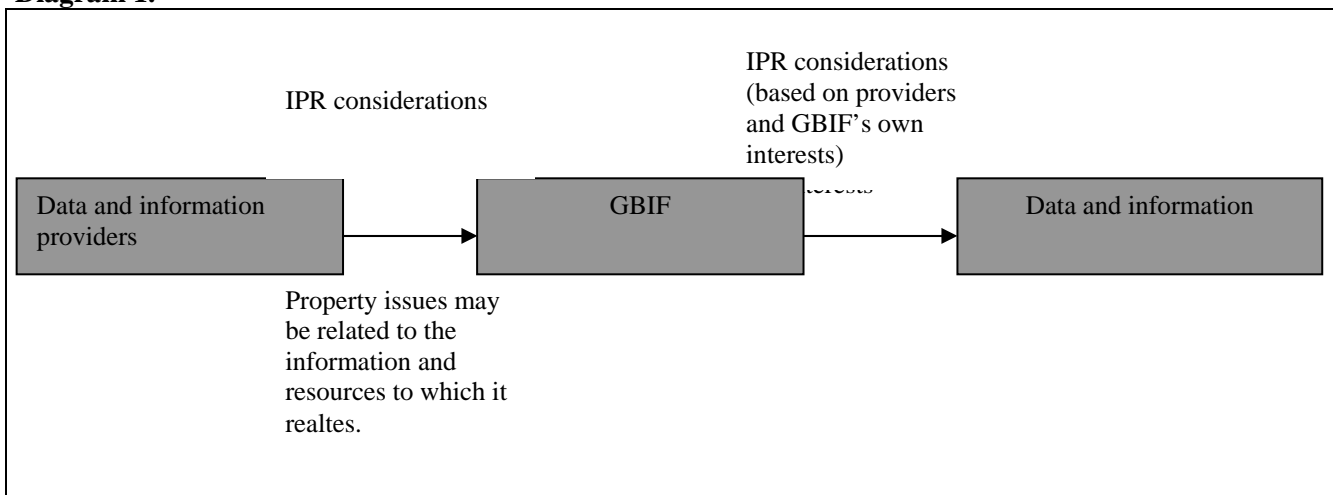 Diagram 1.
IPR considerations
IPR considerations
(based on providers
and GBIF’s own
interests)
Data and information
providers
GBIF
Data and information
Property issues may
be related to the
information and
resources to which it
realtes.